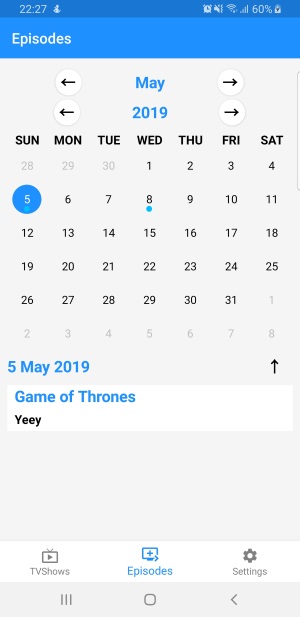 22:27 60%
Episodes
May
2019
SUN MON TUE WED THU FRI SAT
28 29 30 1 2 3 4
5 6 7 8 9 10 11
12 13 14 15 16 17 18
19 20 21 22 23 24 25
26 27 28 29 30 31 1
2 3 4 5 6 7 8
5 May 2019
Game of Thrones
Yeey
TVShows Episodes Settings